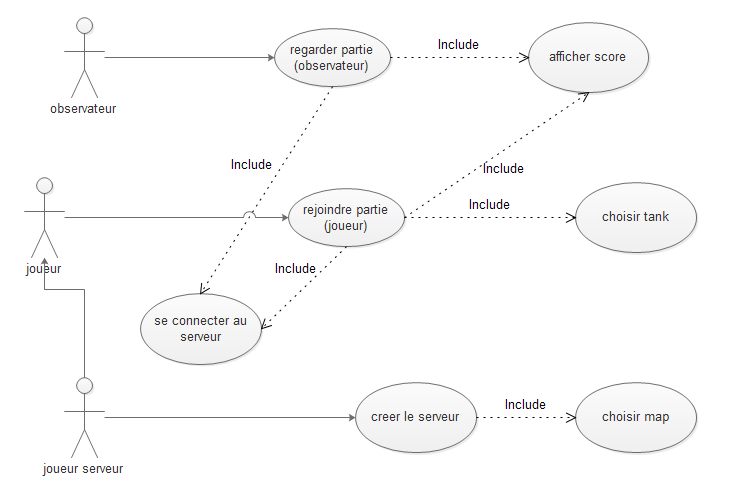 regarder partie
(observateur)
Include
afficher score
observateur
Include
Include
rejoindre partie
(joueur)
Include
choisir tank
joueur
Include
se connecter au
serveur
creer le serveur
Include
choisir map
joueur serveur